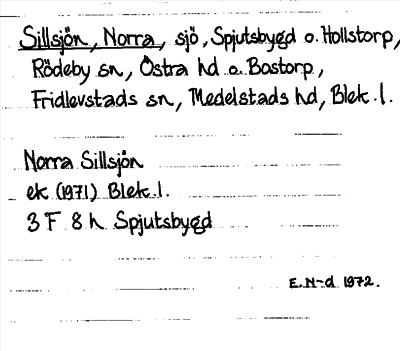 Sillsjön, Norra, sjö, Spjutsbygd o. Hollstorp,
Rödeby sn, Östra hd o. Bostorp,
Fridlevstads sn, Medelstads hd, Blek. l.
Norra Sillsjön
ek (1971) Blek. l.
3 F 8 h Spjutsbygd
E. N-d 1972.